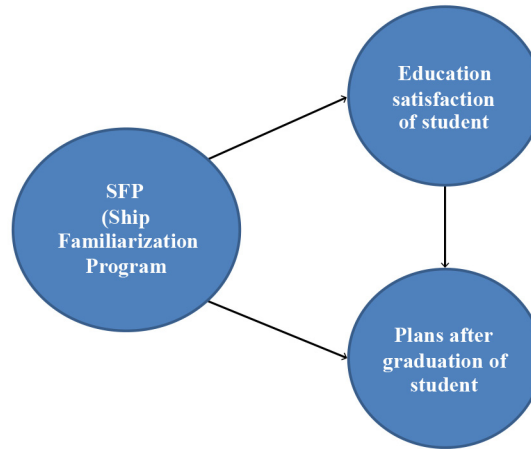 Education
satisfaction
of student
SFP
(Ship
Familiarization
Program
Plans after
graduation of
student